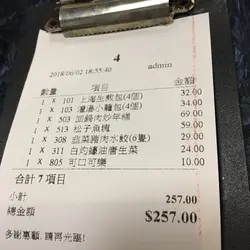 4
2018/06/02 18:55:40 admin
數量 項目 金額
1 X 101 上海生煎包(4個) 32.00
1 X 103 灌湯小籠包(4個) 34.00
1 X 503 回鍋肉炒年糕 69.00
1 X 513 松子魚塊 59.00
1 X 308 韭菜豬肉水餃(6隻) 29.00
1 X 311 白灼蠔油唐生菜 24.00
1 X 805 可口可樂 10.00
合計 7 項目
小計 257.00
總金額 $257.00
多謝惠顧, 請再光臨!